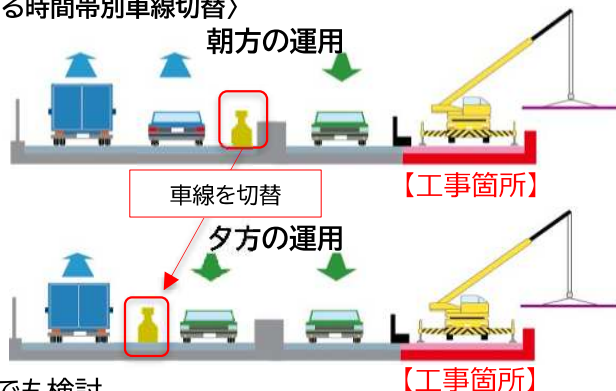 る時間帯別車線切替〉
朝方の運用
【工事箇所】
車線を切替
夕方の運用
【工事箇所】
でも検討